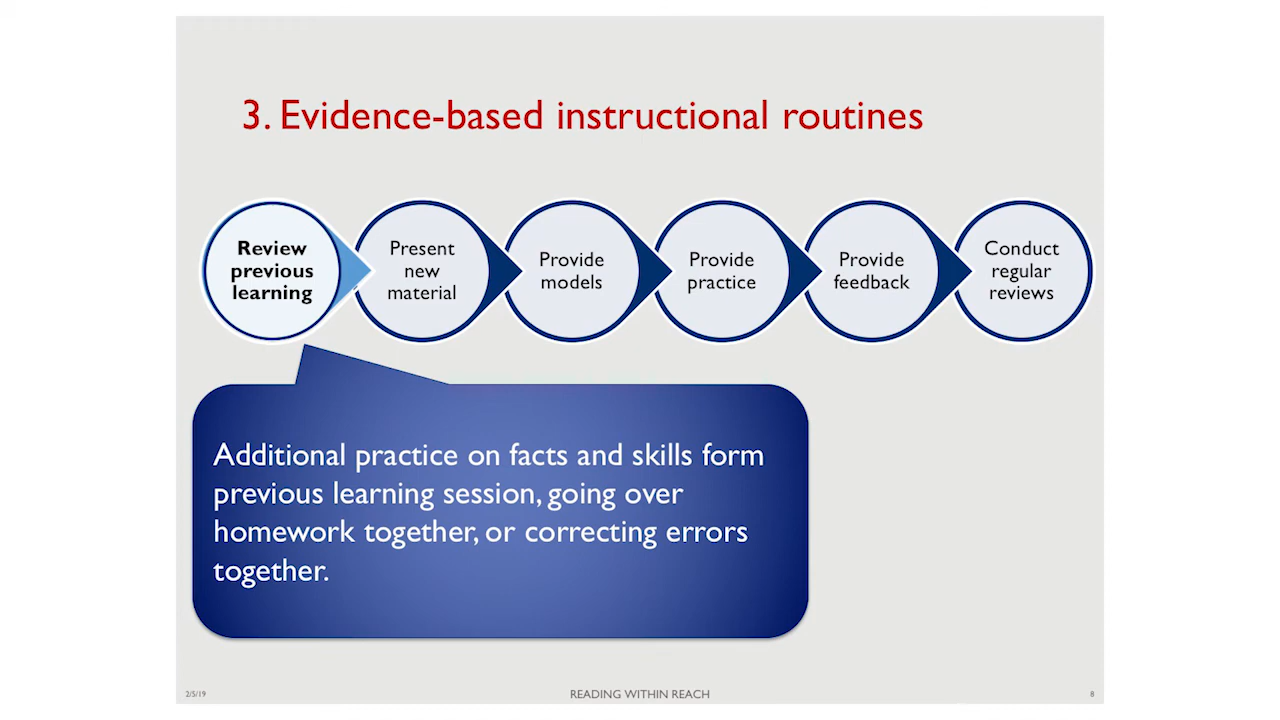 3. Evidence-based instructional routines
Review
previous
learning
Present
new
material
Provide
models
Provide
practice
Provide
feedback
Conduct
regular
reviews
Additional practice on facts and skills form
previous learning session, going over
homework together, or correcting errors
together.
2/5/19
READING WITHIN REACH
8